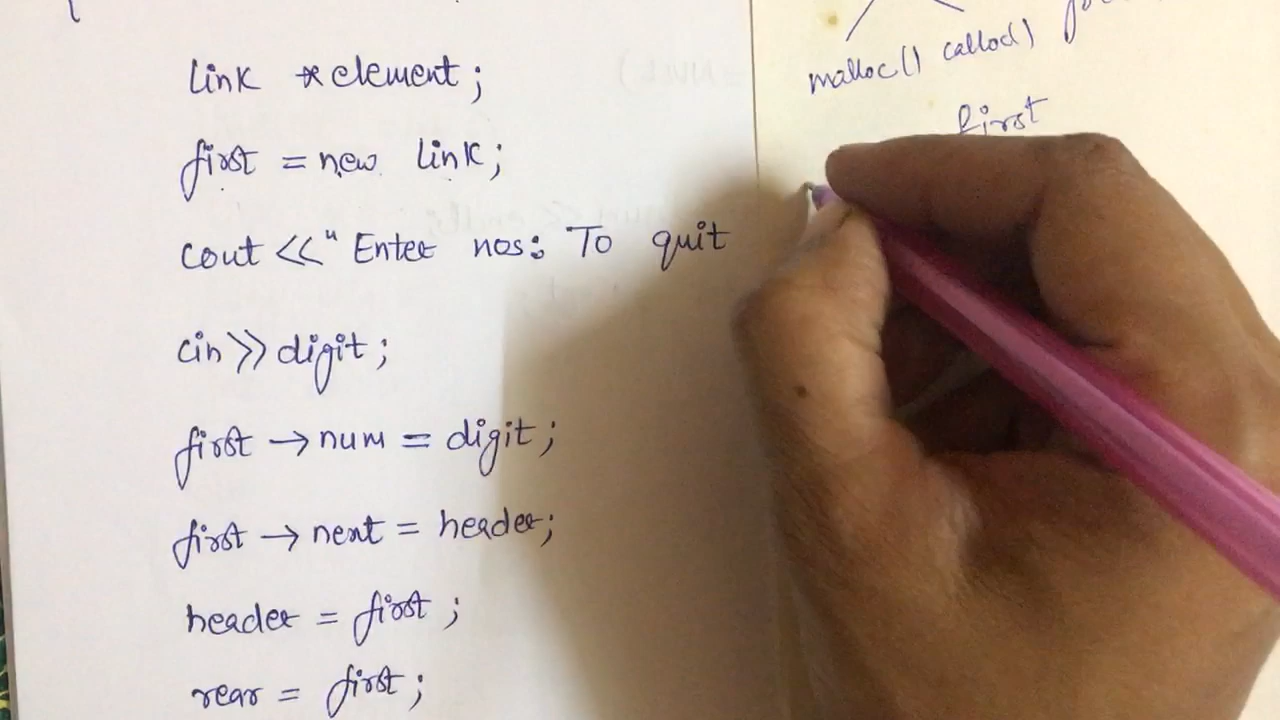 {
link *element;
first = new link;
cout << " Enter nos: To quit
cin >> digit;
first → num = digit;
first → next = header;
header = first;
rear = first;
malloc() calloc()
first